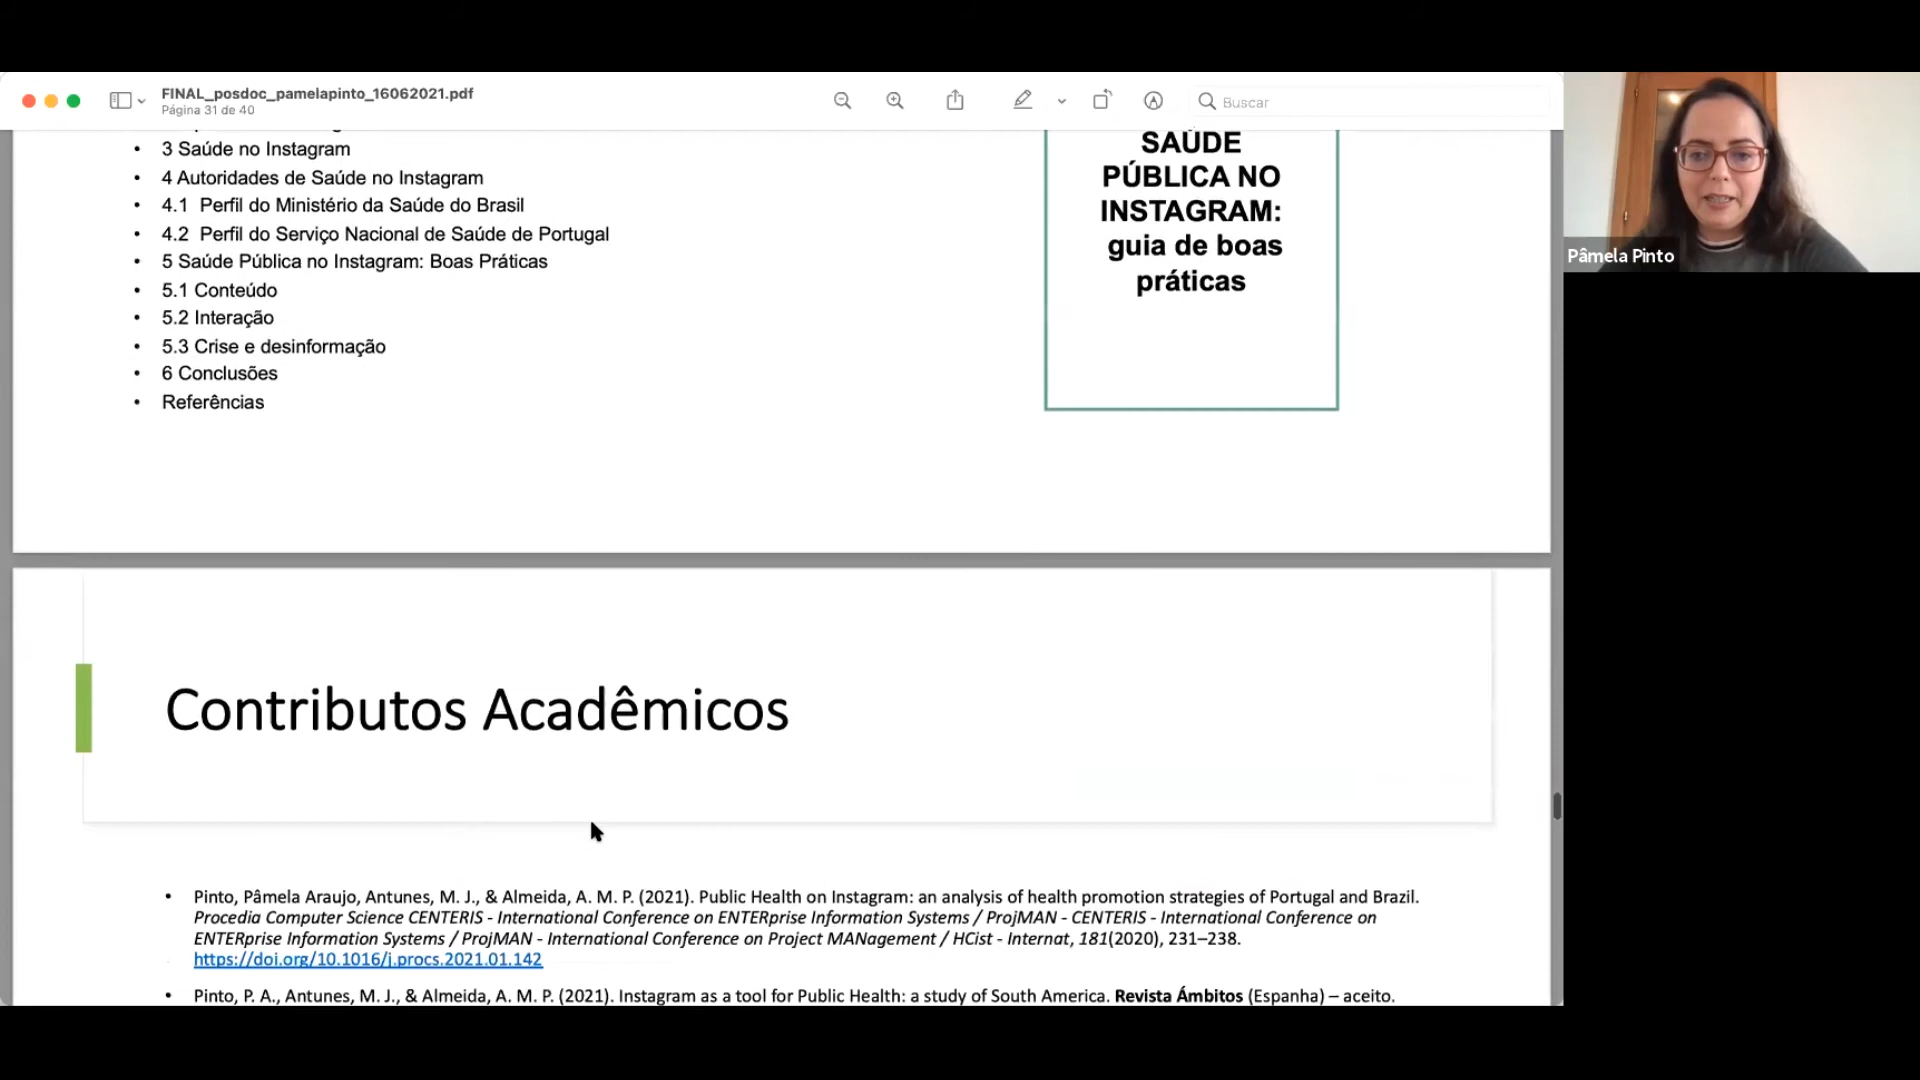 FINAL_posdoc_pamelapinto_16062021.pdf
Página 31 de 40
Buscar
• 3 Saúde no Instagram
• 4 Autoridades de Saúde no Instagram
• 4.1 Perfil do Ministério da Saúde do Brasil
• 4.2 Perfil do Serviço Nacional de Saúde de Portugal
• 5 Saúde Pública no Instagram: Boas Práticas
• 5.1 Conteúdo
• 5.2 Interação
• 5.3 Crise e desinformação
• 6 Conclusões
• Referências
SAÚDE
PÚBLICA NO
INSTAGRAM:
guia de boas
práticas
Pâmela Pinto
Contributos Acadêmicos
• Pinto, Pâmela Araujo, Antunes, M. J., & Almeida, A. M. P. (2021). Public Health on Instagram: an analysis of health promotion strategies of Portugal and Brazil.
Procedia Computer Science CENTERIS - International Conference on ENTERprise Information Systems / ProjMAN - CENTERIS - International Conference on
ENTERprise Information Systems / ProjMAN - International Conference on Project MANagement / HCist - Internat, 181(2020), 231–238.
https://doi.org/10.1016/j.procs.2021.01.142
• Pinto, P. A., Antunes, M. J., & Almeida, A. M. P. (2021). Instagram as a tool for Public Health: a study of South America. Revista Ámbitos (Espanha) – aceito.